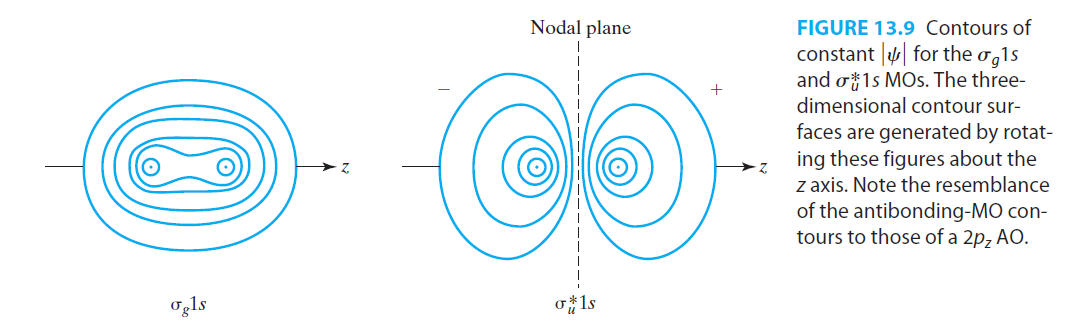 Nodal plane
−
+
z
z
σg1s
σ*u1s
FIGURE 13.9 Contours of
constant |ψ| for the σg1s
and σ*u1s MOs. The three-
dimensional contour sur-
faces are generated by rotat-
ing these figures about the
z axis. Note the resemblance
of the antibonding-MO con-
tours to those of a 2pz AO.